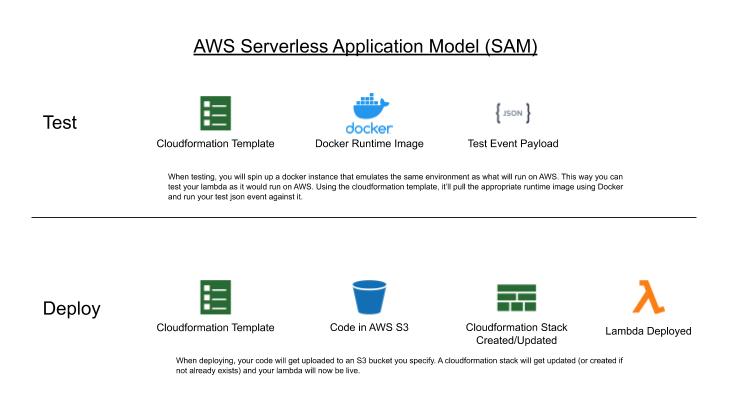 AWS Serverless Application Model (SAM)
Test
docker
{ JSON }
Cloudformation Template
Docker Runtime Image
Test Event Payload
When testing, you will spin up a docker instance that emulates the same environment as what will run on AWS. This way you can
test your lambda as it would run on AWS. Using the cloudformation template, it'll pull the appropriate runtime image using Docker
and run your test json event against it.
Deploy
Cloudformation Template
Code in AWS S3
Cloudformation Stack
Created/Updated
Lambda Deployed
When deploying, your code will get uploaded to an S3 bucket you specify. A cloudformation stack will get updated (or created if
not already exists) and your lambda will now be live.